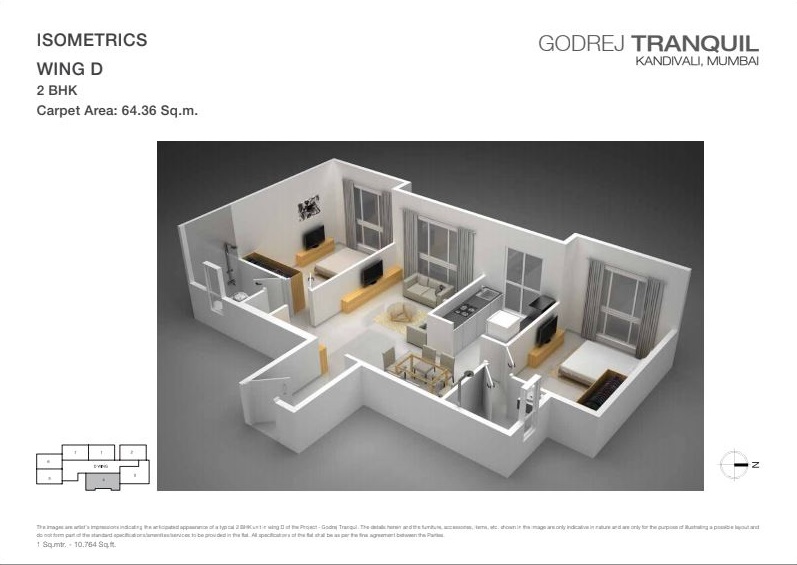 ISOMETRICS
GODREJ TRANQUIL
KANDIVALI, MUMBAI
WING D
2 BHK
Carpet Area: 64.36 Sq.m.
D WING
N
The images are artist's impressions indicating the anticipated appearance of a typical 2 BHK unit in wing D of the Project - Godrej Tranquil. The details herein and the furniture, accessories, items, etc. shown in the image are only indicative in nature and are only for the purpose of illustrating a possible layout and
do not form part of the standard specifications/amenities/services to be provided in the flat. All specifications of the flat shall be as per the final agreement between the Parties.
1 Sq.mtr. - 10.764 Sq.ft.